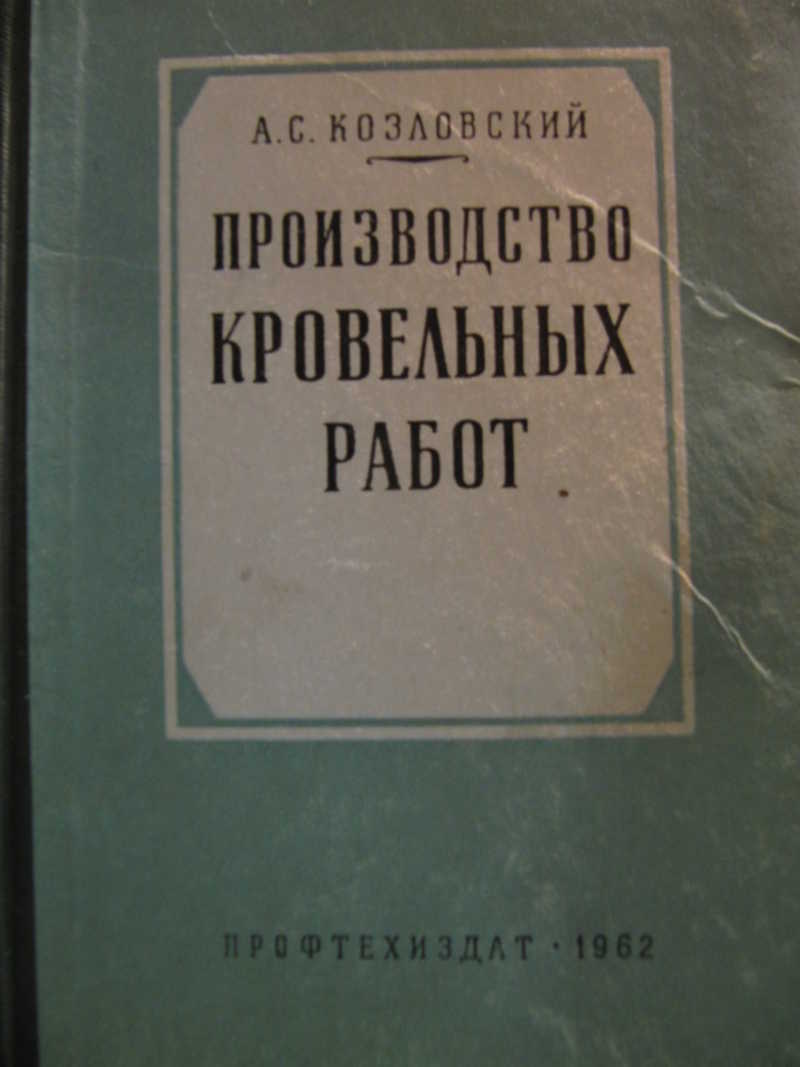 А.С. КОЗЛОВСКИЙ
ПРОИЗВОДСТВО
КРОВЕЛЬНЫХ
РАБОТ
ПРОФТЕХИЗДАТ · 1962